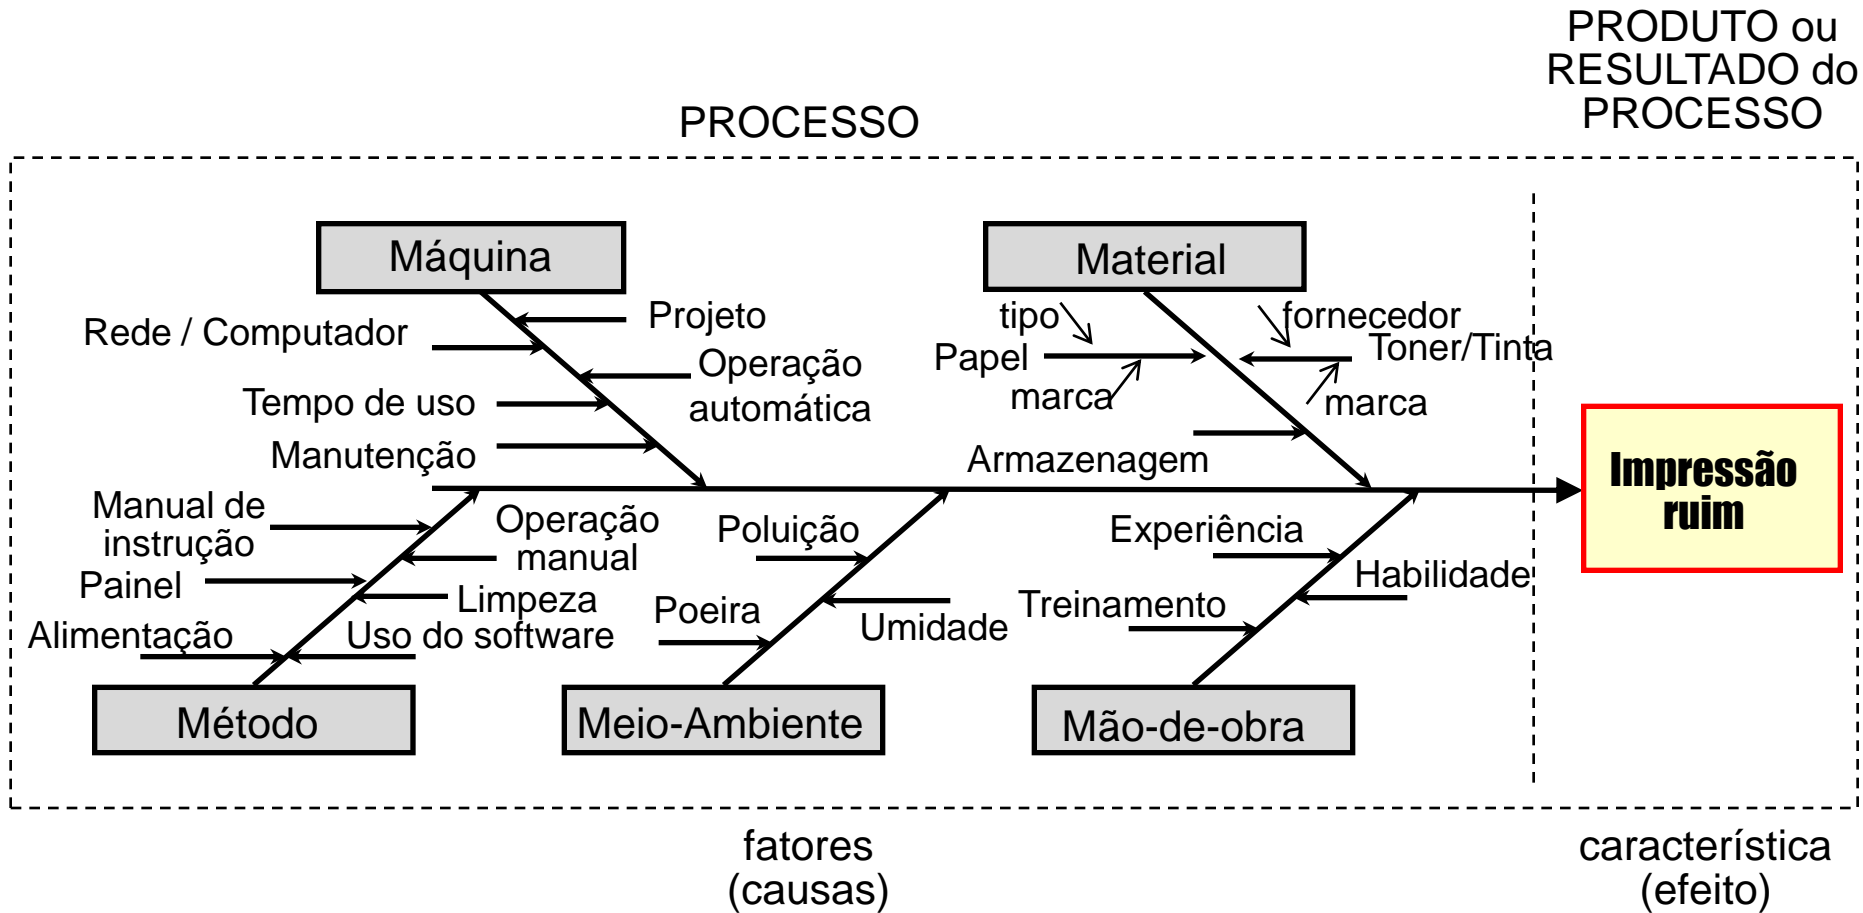 PRODUTO ou
RESULTADO do
PROCESSO
PROCESSO
Máquina
Material
Rede / Computador
Projeto
Operação
automática
Tempo de uso
Manutenção
tipo
Papel
marca
fornecedor
Toner/Tinta
marca
Armazenagem
Impressão
ruim
Manual de
instrução
Operação
manual
Painel
Limpeza
Alimentação
Uso do software
Poluição
Poeira
Umidade
Experiência
Habilidade
Treinamento
Método
Meio-Ambiente
Mão-de-obra
fatores
(causas)
característica
(efeito)